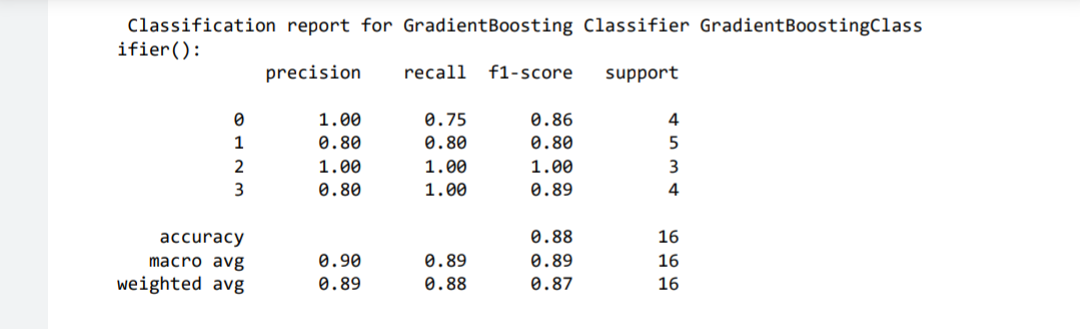 Classification report for GradientBoosting Classifier GradientBoostingClass
ifier():
precision recall f1-score support
0 1.00 0.75 0.86 4
1 0.80 0.80 0.80 5
2 1.00 1.00 1.00 3
3 0.80 1.00 0.89 4
accuracy 0.88 16
macro avg 0.90 0.89 0.89 16
weighted avg 0.89 0.88 0.87 16